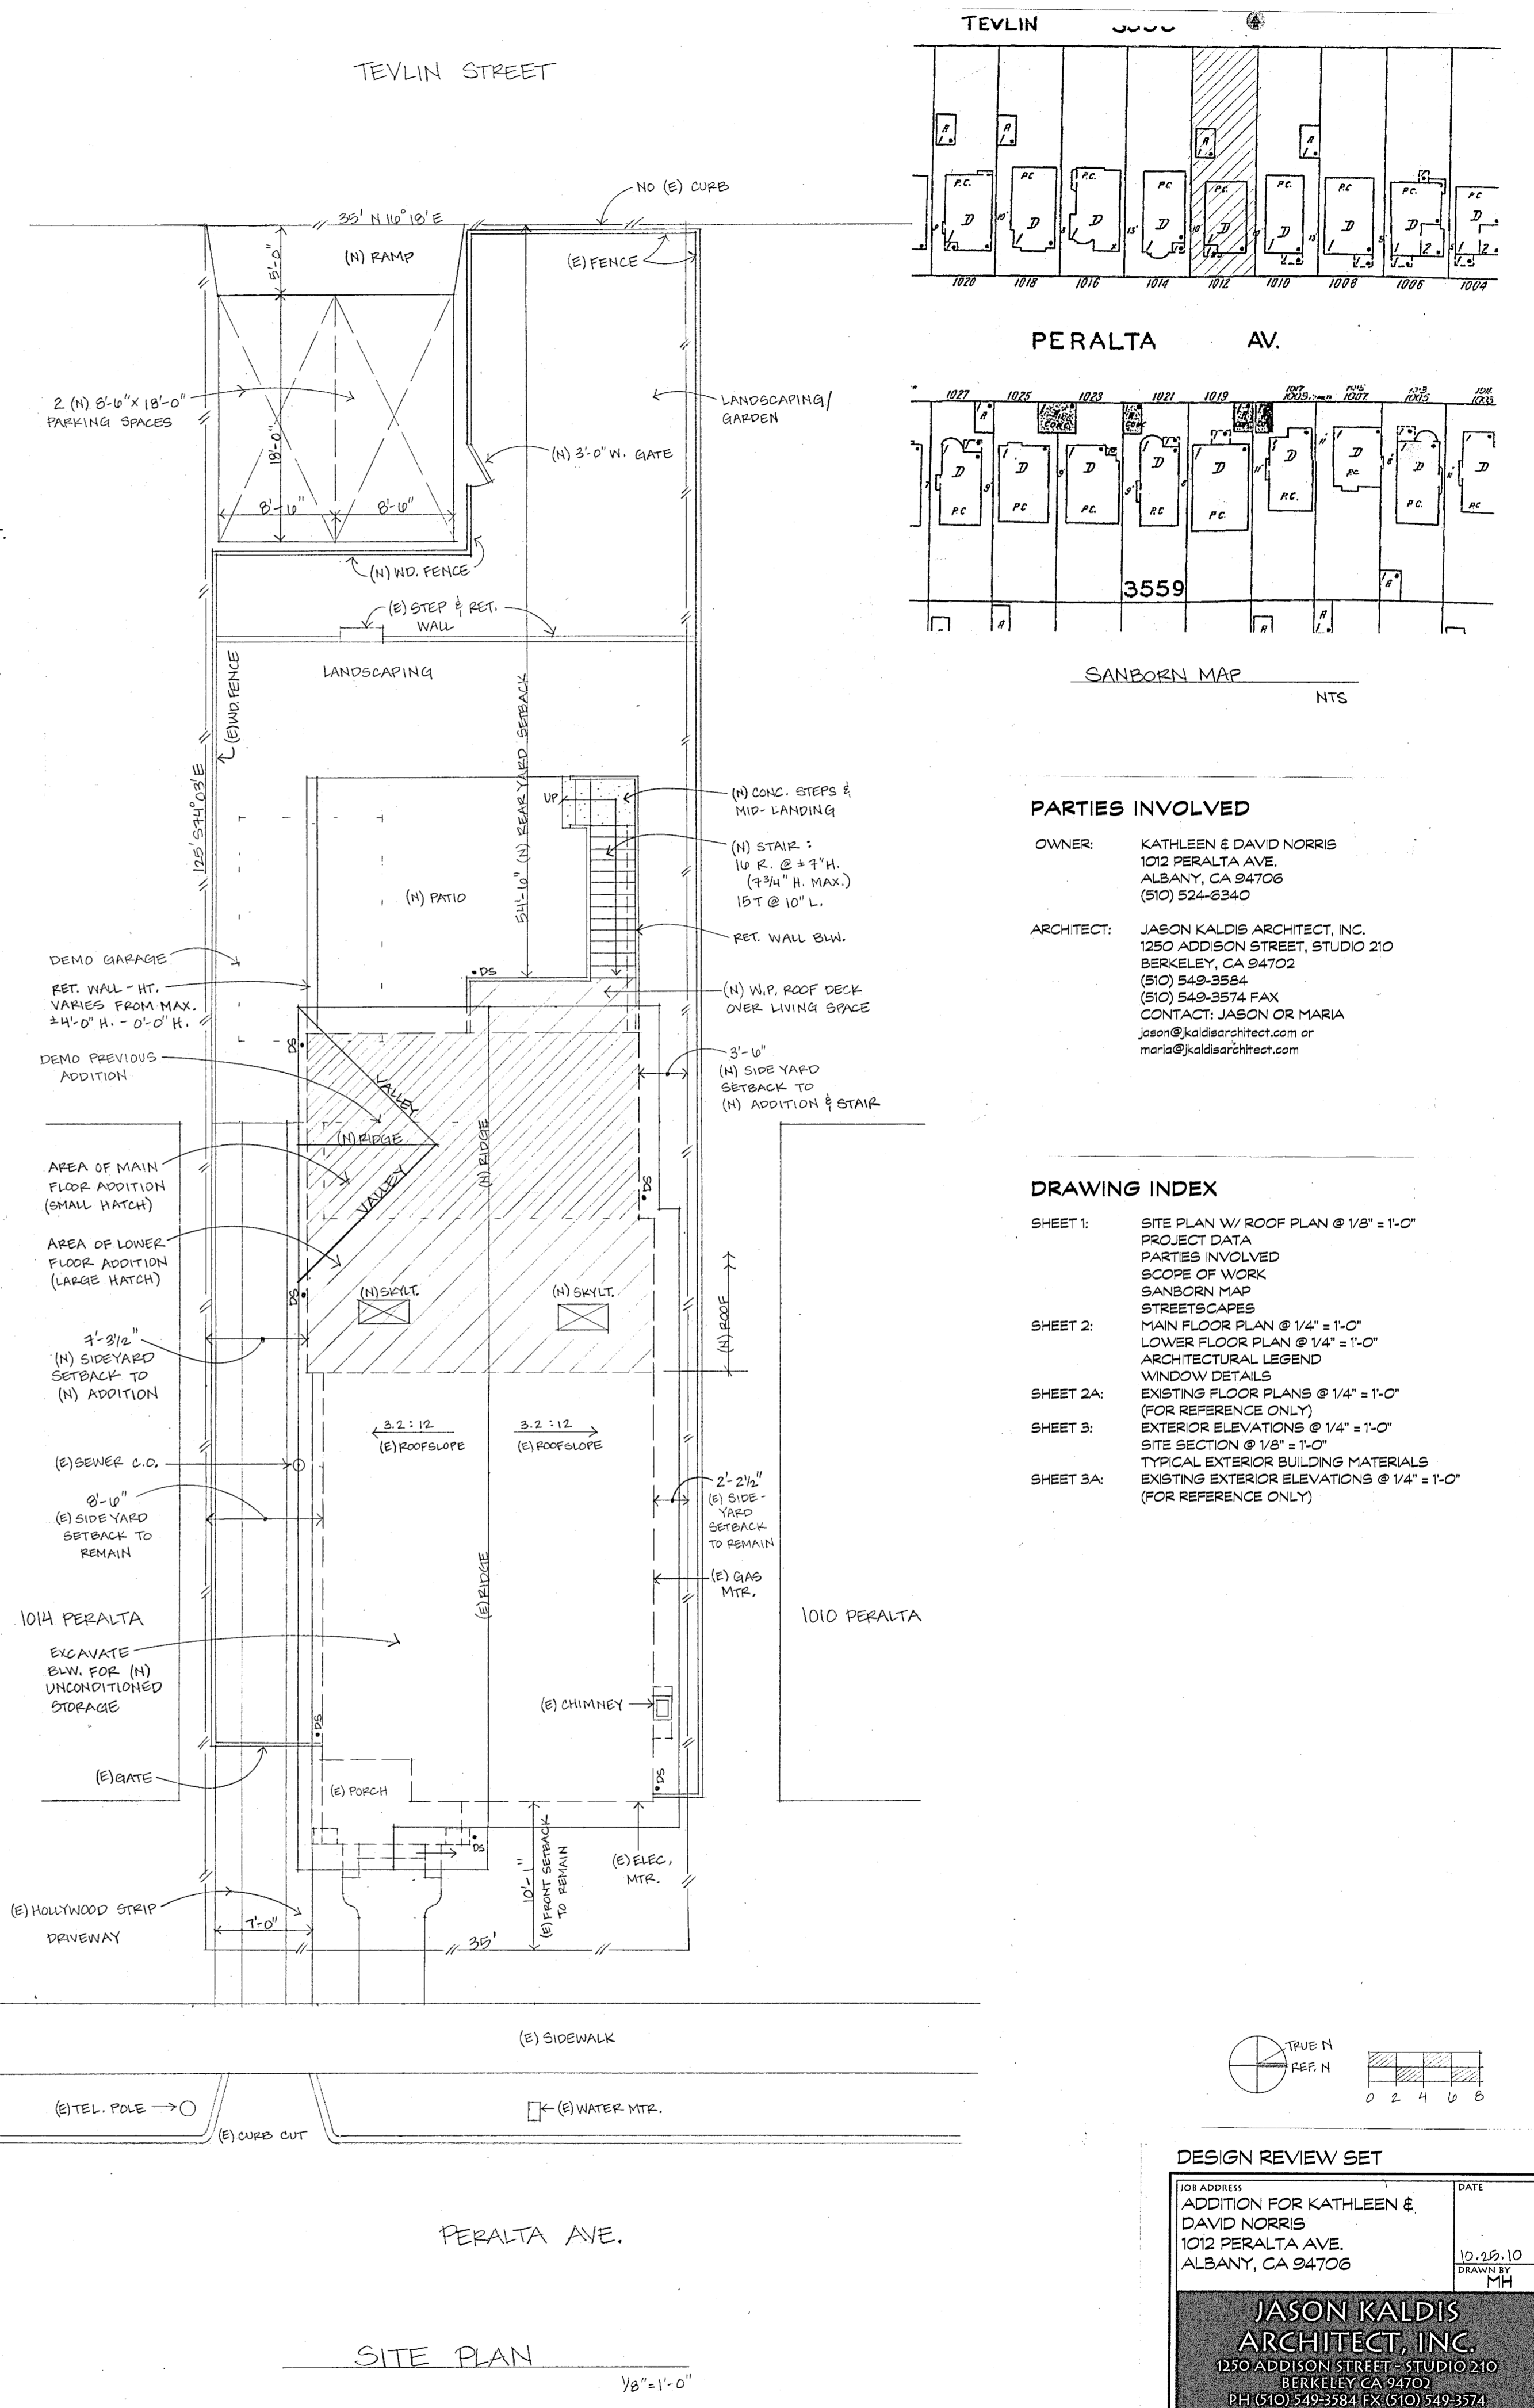 TEVLIN STREET
NO (E) CURB
35' N 16° 18' E
(N) RAMP
5'-0"
(E) FENCE
2 (N) 8'-6" X 18'-0"
PARKING SPACES
18'-0"
8'-6"
8'-6"
LANDSCAPING/
GARDEN
(N) 3'-0" W. GATE
(N) WD. FENCE
(E) STEP & RET.
WALL
(E) WD. FENCE
LANDSCAPING
125' S 74° 03' E
54'-6" (N) REAR YARD SETBACK
UP
(N) CONC. STEPS &
MID-LANDING
(N) STAIR :
16 R. @ ± 7" H.
(7 3/4" H. MAX.)
15 T @ 10" L.
(N) PATIO
RET. WALL BLW.
DEMO GARAGE
DS
RET. WALL - HT.
VARIES FROM MAX.
±4'-0" H. - 0'-0" H.
(N) W.P. ROOF DECK
OVER LIVING SPACE
DS
DEMO PREVIOUS
ADDITION
3'-6"
(N) SIDE YARD
SETBACK TO
(N) ADDITION & STAIR
VALLEY
(N) RIDGE
(N) RIDGE
VALLEY
DS
AREA OF MAIN
FLOOR ADDITION
(SMALL HATCH)
AREA OF LOWER
FLOOR ADDITION
(LARGE HATCH)
DS
(N) SKYLT.
(N) SKYLT.
(N) ROOF
7'-3 1/2"
(N) SIDEYARD
SETBACK TO
(N) ADDITION
3.2 : 12
(E) ROOFSLOPE
3.2 : 12
(E) ROOFSLOPE
(E) SEWER C.O.
8'-6"
(E) SIDE YARD
SETBACK TO
REMAIN
2'-2 1/2"
(E) SIDE-
YARD
SETBACK
TO REMAIN
(E) RIDGE
(E) GAS
MTR.
1014 PERALTA
1010 PERALTA
EXCAVATE
BLW. FOR (N)
UNCONDITIONED
STORAGE
(E) CHIMNEY
DS
(E) GATE
DS
(E) PORCH
DS
10'-1"
(E) FRONT SETBACK
TO REMAIN
(E) ELEC.
MTR.
(E) HOLLYWOOD STRIP
DRIVEWAY
7'-0"
35'
(E) SIDEWALK
(E) TEL. POLE
(E) WATER MTR.
(E) CURB CUT
PERALTA AVE.
SITE PLAN
1/8"=1'-0"
TEVLIN
A
A
A
A
P.C.
PC
P.C.
PC
P.C.
PC.
PC
PC.
PC
D
D
D
D
D
D
D
D
D
1020
1018
1016
1014
1012
1010
1008
1006
1004
PERALTA AV.
1027
1025
1023
1021
1019
1017
1009
1007
1005
1003
D
D
D
D
D
D
D
D
D
PC
PC
P.C.
P.C.
P.C.
P.C.
P.C.
P.C.
PC
3559
A
A
A
SANBORN MAP
NTS
PARTIES INVOLVED
OWNER: KATHLEEN & DAVID NORRIS
1012 PERALTA AVE.
ALBANY, CA 94706
(510) 524-6340
ARCHITECT: JASON KALDIS ARCHITECT, INC.
1250 ADDISON STREET, STUDIO 210
BERKELEY, CA 94702
(510) 549-3584
(510) 549-3574 FAX
CONTACT: JASON OR MARIA
jason@jkaldisarchitect.com or
maria@jkaldisarchitect.com
DRAWING INDEX
SHEET 1: SITE PLAN W/ ROOF PLAN @ 1/8" = 1'-0"
PROJECT DATA
PARTIES INVOLVED
SCOPE OF WORK
SANBORN MAP
STREETSCAPES
SHEET 2: MAIN FLOOR PLAN @ 1/4" = 1'-0"
LOWER FLOOR PLAN @ 1/4" = 1'-0"
ARCHITECTURAL LEGEND
WINDOW DETAILS
SHEET 2A: EXISTING FLOOR PLANS @ 1/4" = 1'-0"
(FOR REFERENCE ONLY)
SHEET 3: EXTERIOR ELEVATIONS @ 1/4" = 1'-0"
SITE SECTION @ 1/8" = 1'-0"
TYPICAL EXTERIOR BUILDING MATERIALS
SHEET 3A: EXISTING EXTERIOR ELEVATIONS @ 1/4" = 1'-0"
(FOR REFERENCE ONLY)
TRUE N
REF. N
0 2 4 6 8
DESIGN REVIEW SET
JOB ADDRESS
ADDITION FOR KATHLEEN &
DAVID NORRIS
1012 PERALTA AVE.
ALBANY, CA 94706
DATE
10.25.10
DRAWN BY
MH
JASON KALDIS
ARCHITECT, INC.
1250 ADDISON STREET - STUDIO 210
BERKELEY CA 94702
PH (510) 549-3584 FX (510) 549-3574